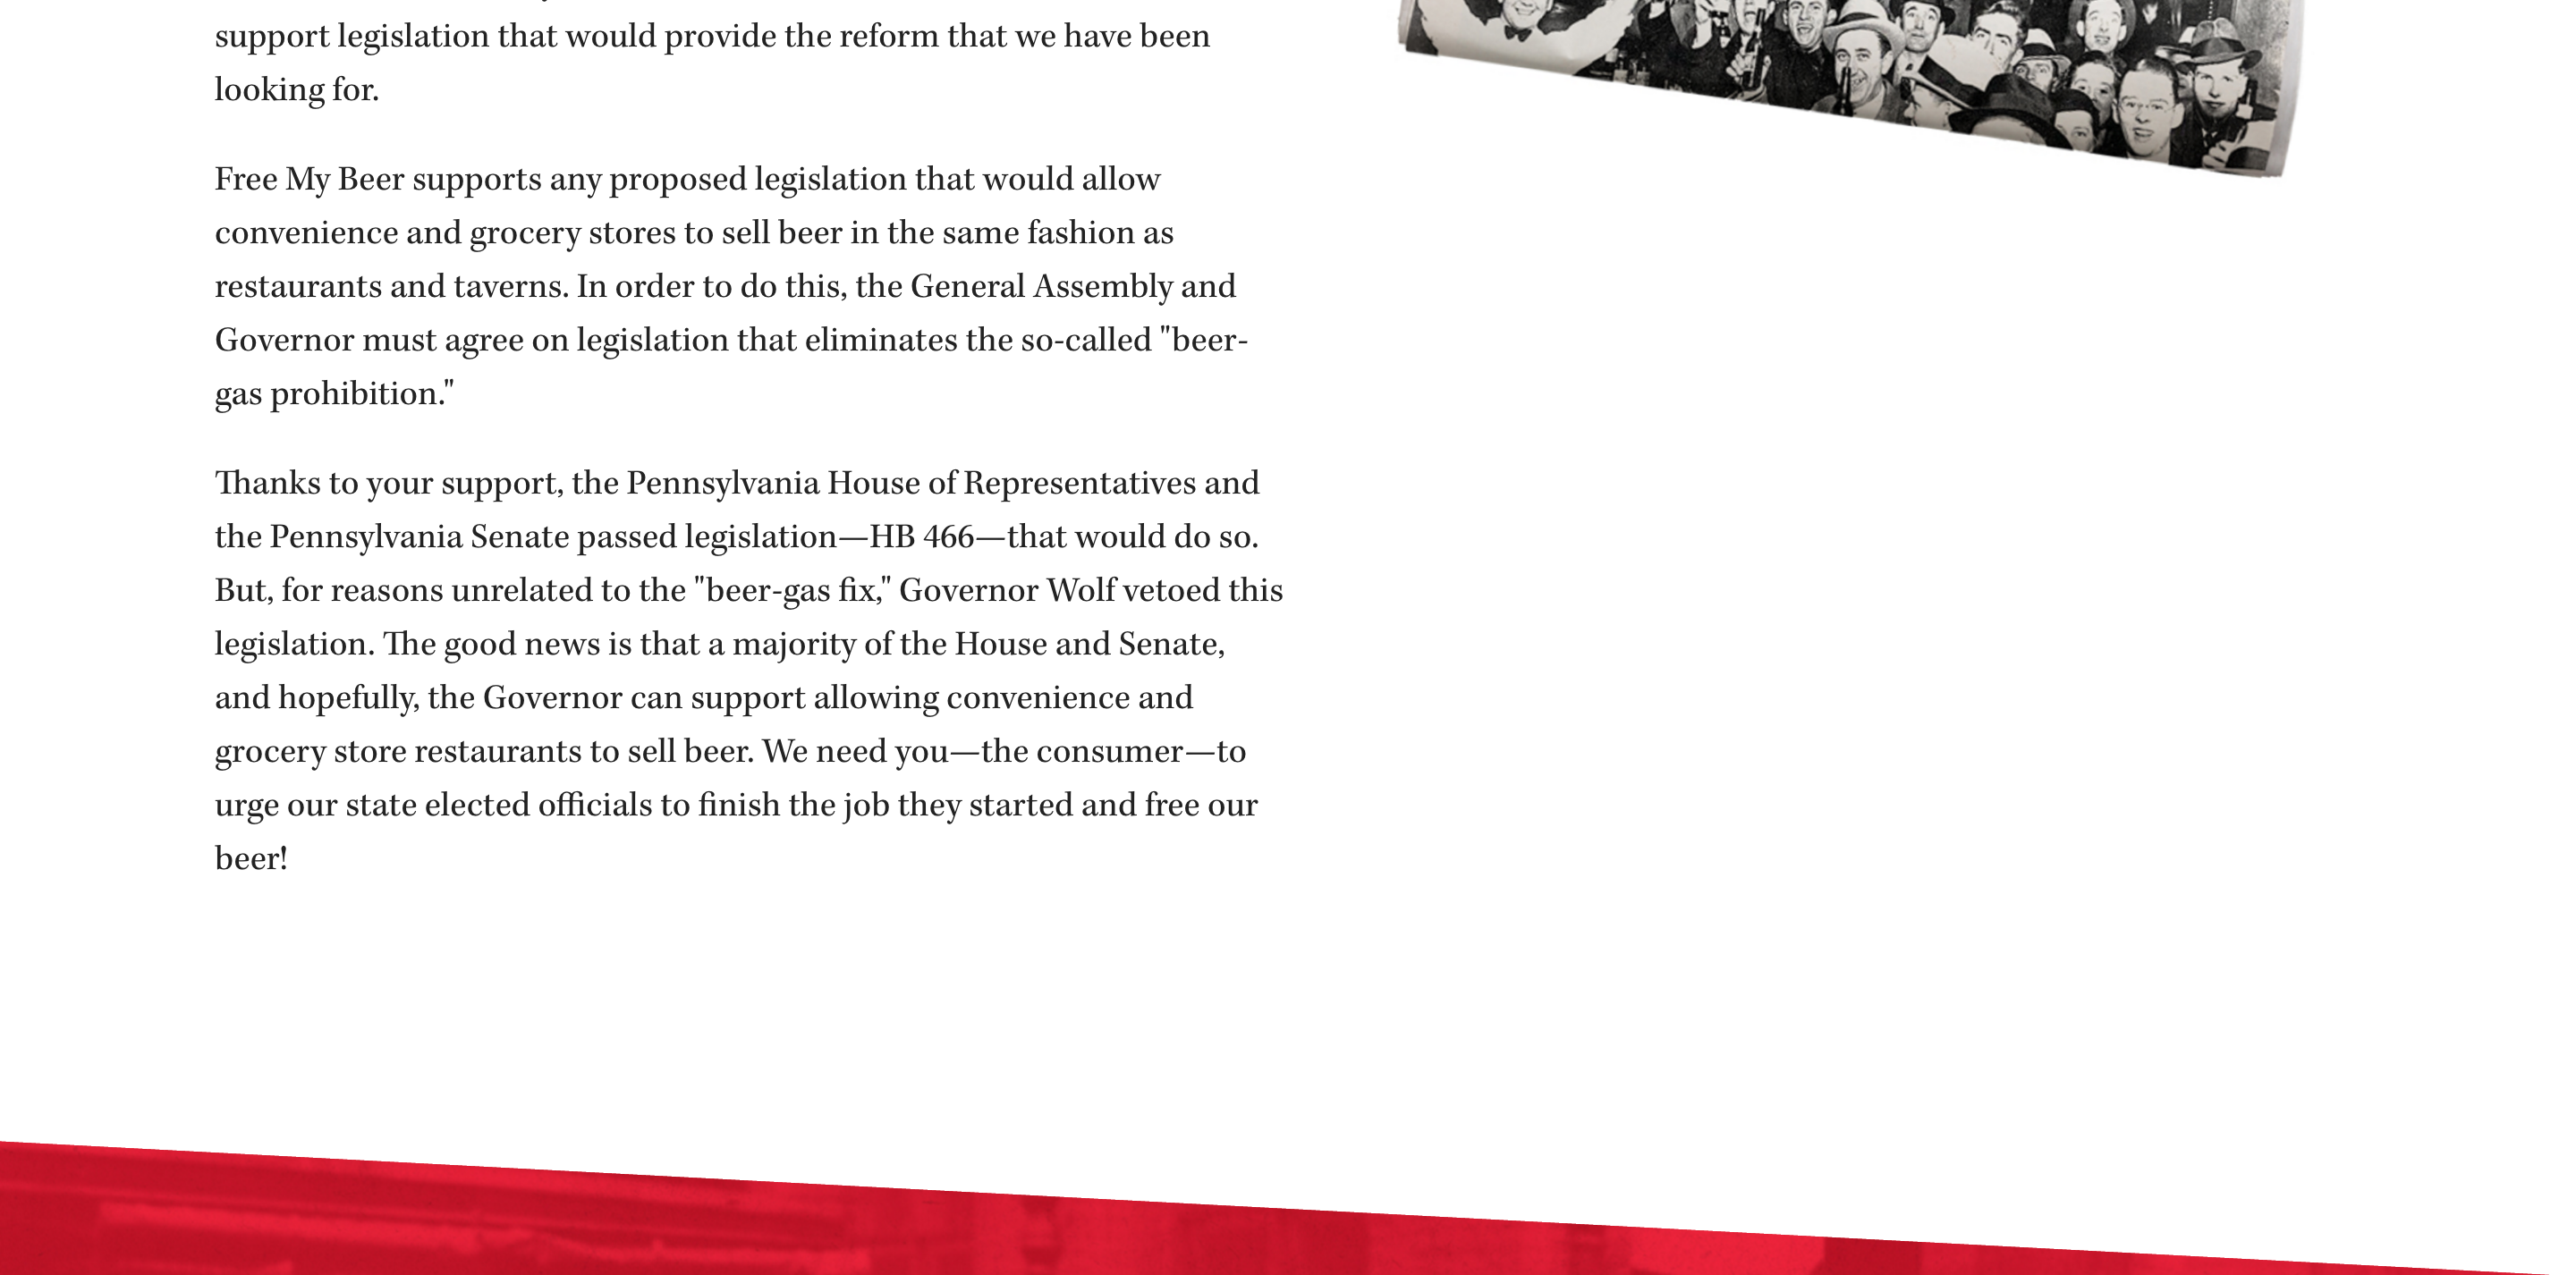 support legislation that would provide the reform that we have been
looking for.
Free My Beer supports any proposed legislation that would allow
convenience and grocery stores to sell beer in the same fashion as
restaurants and taverns. In order to do this, the General Assembly and
Governor must agree on legislation that eliminates the so-called "beer-
gas prohibition."
Thanks to your support, the Pennsylvania House of Representatives and
the Pennsylvania Senate passed legislation—HB 466—that would do so.
But, for reasons unrelated to the "beer-gas fix," Governor Wolf vetoed this
legislation. The good news is that a majority of the House and Senate,
and hopefully, the Governor can support allowing convenience and
grocery store restaurants to sell beer. We need you—the consumer—to
urge our state elected officials to finish the job they started and free our
beer!